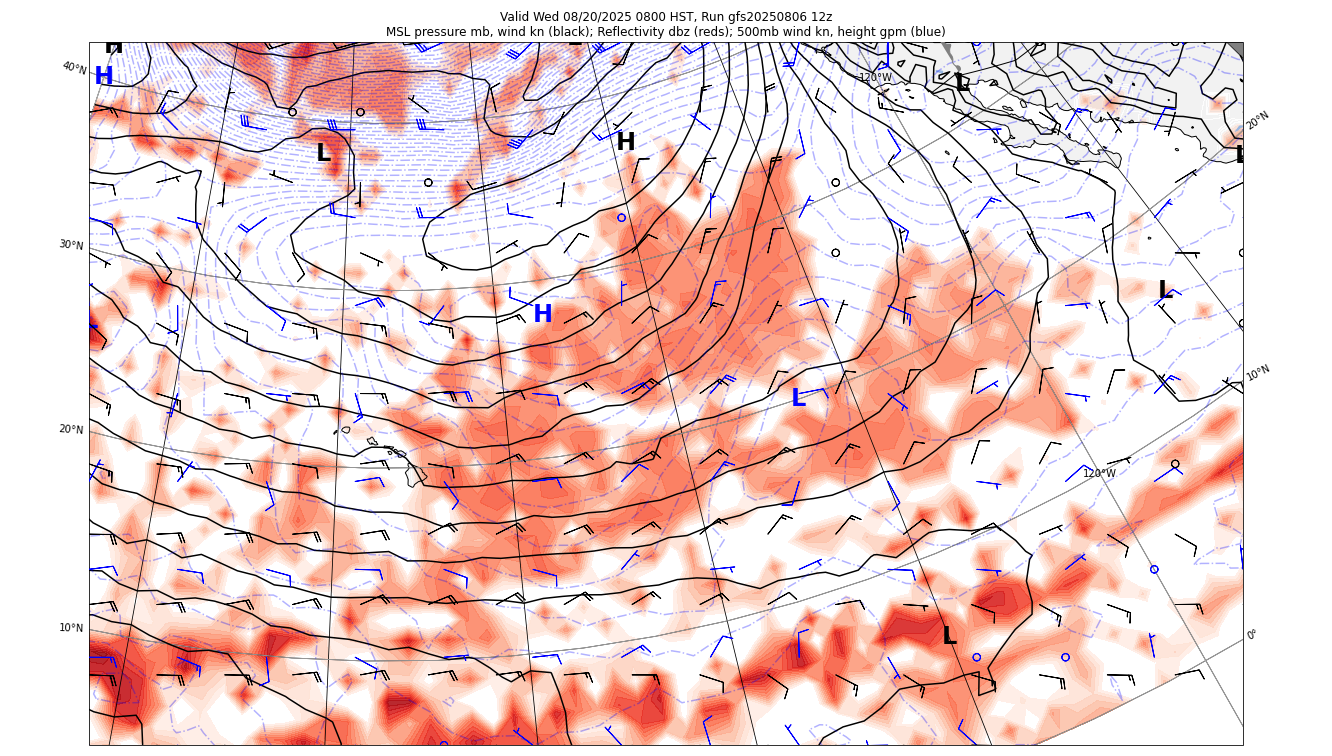 Valid Wed 08/20/2025 0800 HST, Run gfs20250806 12z
MSL pressure mb, wind kn (black); Reflectivity dbz (reds); 500mb wind kn, height gpm (blue)
H
40°N
H
120°W
L
20°N
H
L
L
30°N
L
H
10°N
L
20°N
120°W
10°N
L
0°